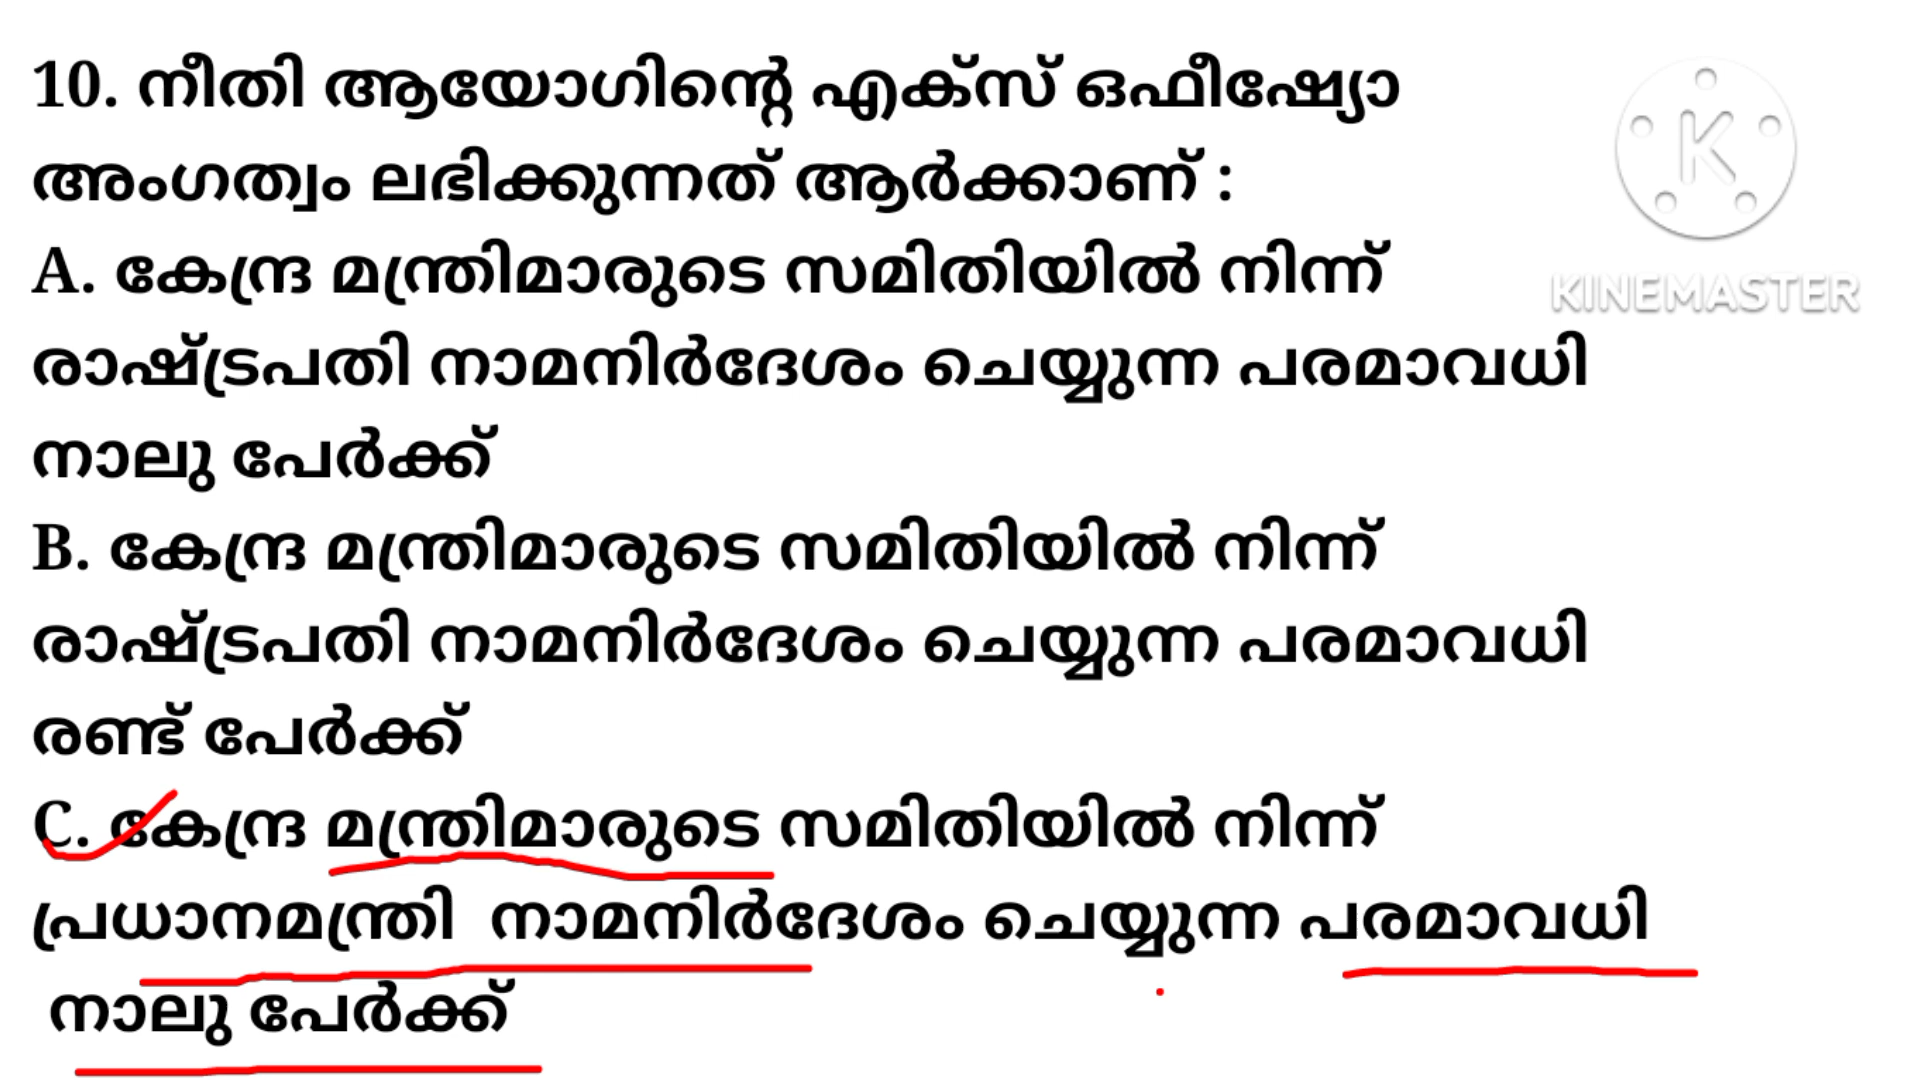 10. നീതി ആയോഗിന്റെ എക്സ് ഒഫീഷ്യോ
അംഗത്വം ലഭിക്കുന്നത് ആർക്കാണ് :
A. കേന്ദ്ര മന്ത്രിമാരുടെ സമിതിയിൽ നിന്ന്
രാഷ്ട്രപതി നാമനിർദേശം ചെയ്യുന്ന പരമാവധി
നാലു പേർക്ക്
B. കേന്ദ്ര മന്ത്രിമാരുടെ സമിതിയിൽ നിന്ന്
രാഷ്ട്രപതി നാമനിർദേശം ചെയ്യുന്ന പരമാവധി
രണ്ട് പേർക്ക്
C. കേന്ദ്ര മന്ത്രിമാരുടെ സമിതിയിൽ നിന്ന്
പ്രധാനമന്ത്രി നാമനിർദേശം ചെയ്യുന്ന പരമാവധി
നാലു പേർക്ക്
K
KINEMASTER